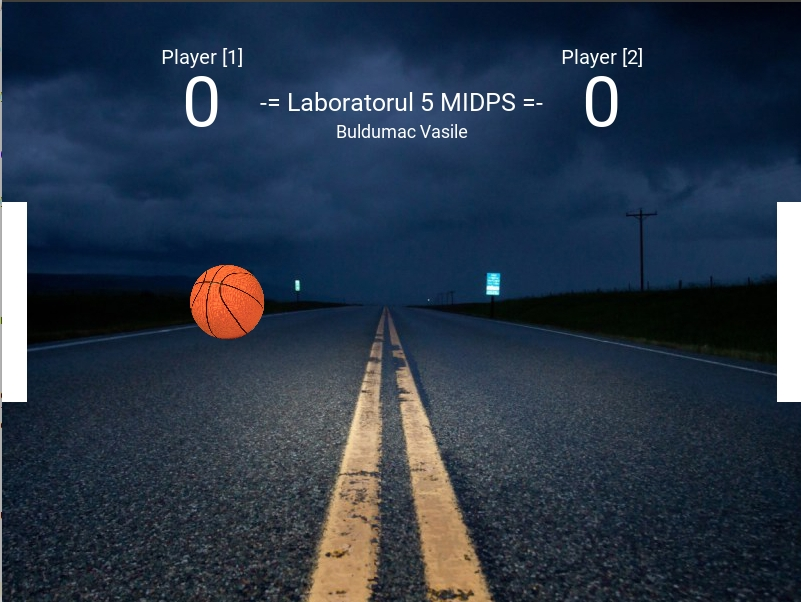 Player [1]
Player [2]
0
0
-= Laboratorul 5 MIDPS =-
Buldumac Vasile